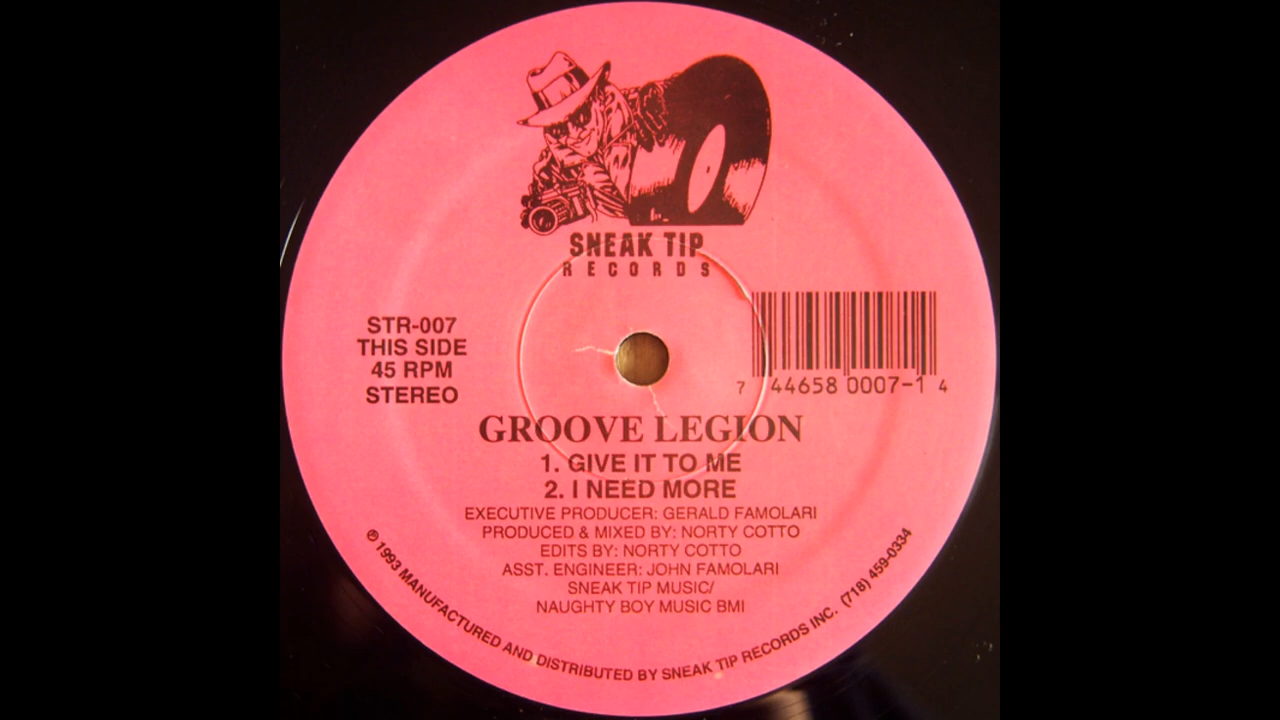 SNEAK TIP
RECORDS
STR-007
THIS SIDE
45 RPM
STEREO
7 44658 0007-1 4
GROOVE LEGION
1. GIVE IT TO ME
2. I NEED MORE
EXECUTIVE PRODUCER: GERALD FAMOLARI
PRODUCED & MIXED BY: NORTY COTTO
EDITS BY: NORTY COTTO
ASST. ENGINEER: JOHN FAMOLARI
SNEAK TIP MUSIC/
NAUGHTY BOY MUSIC BMI
℗ 1993 MANUFACTURED AND DISTRIBUTED BY SNEAK TIP RECORDS INC. (718) 459-0334